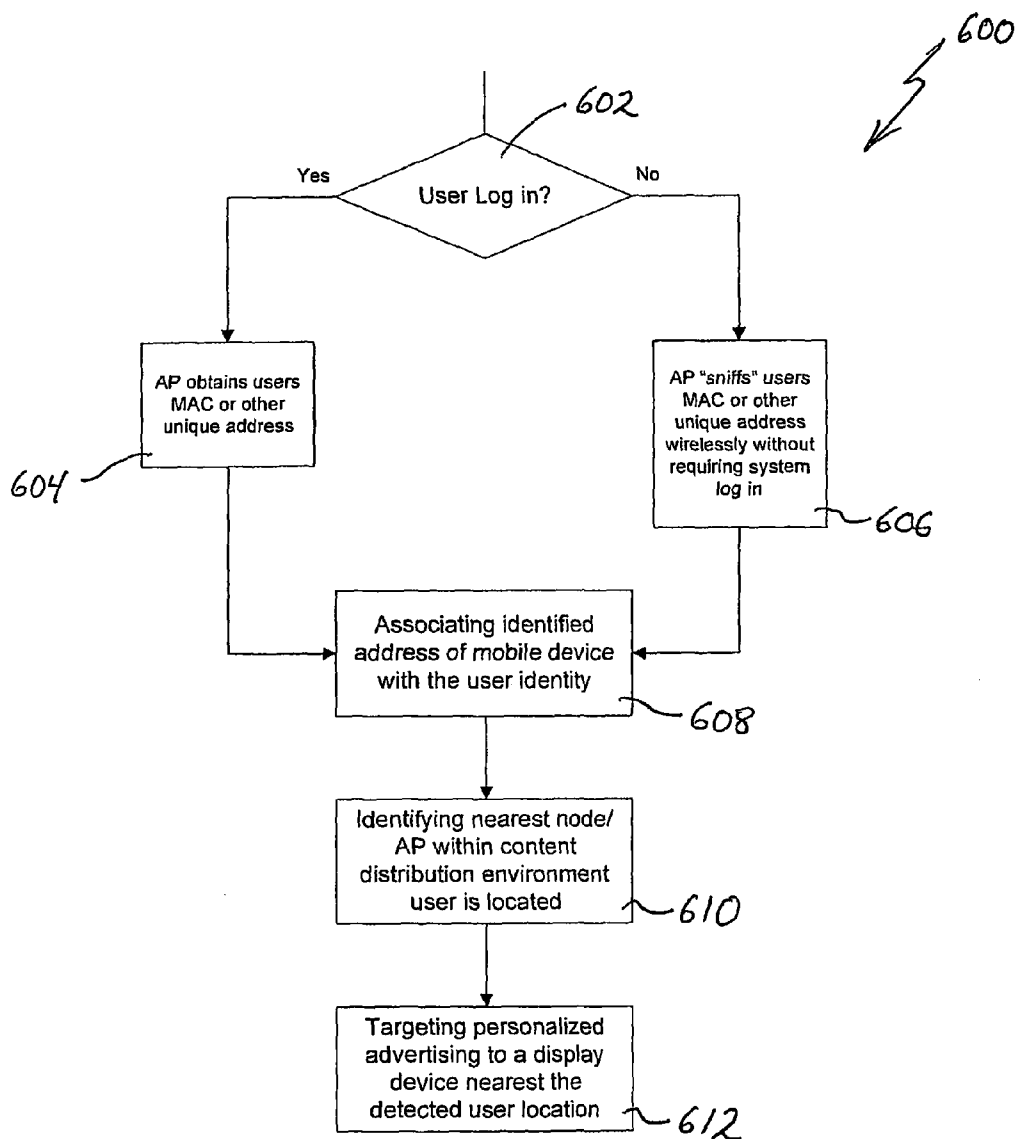 600
602
Yes
User Log in?
No
AP obtains users
MAC or other
unique address
604
AP "sniffs" users
MAC or other
unique address
wirelessly without
requiring system
log in
606
Associating identified
address of mobile device
with the user identity
608
Identifying nearest node/
AP within content
distribution environment
user is located
610
Targeting personalized
advertising to a display
device nearest the
detected user location
612